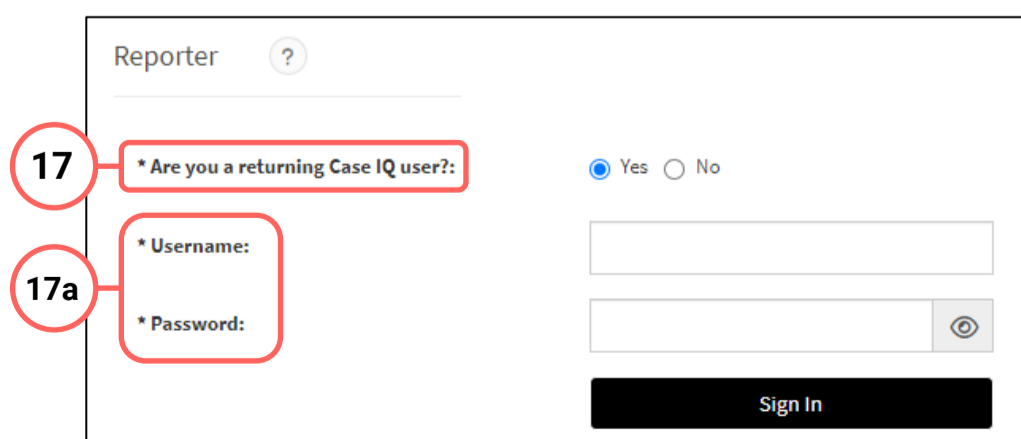 Reporter ?
17 * Are you a returning Case IQ user?: Yes No
* Username:
17a
* Password:
Sign In